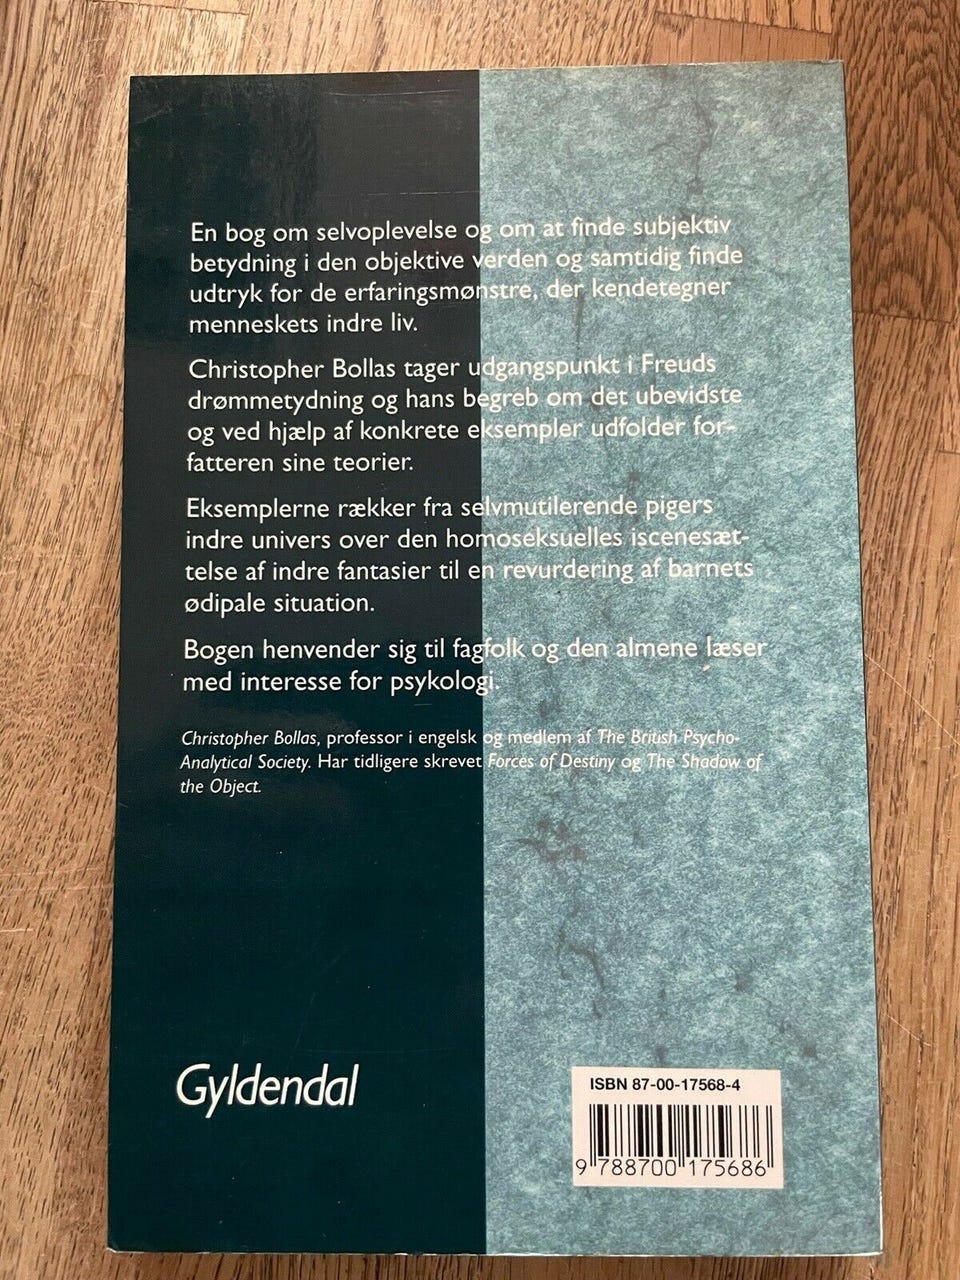 En bog om selvoplevelse og om at finde subjektiv
betydning i den objektive verden og samtidig finde
udtryk for de erfaringsmønstre, der kendetegner
menneskets indre liv.
Christopher Bollas tager udgangspunkt i Freuds
drømmetydning og hans begreb om det ubevidste
og ved hjælp af konkrete eksempler udfolder for-
fatteren sine teorier.
Eksemplerne rækker fra selvmutilerende pigers
indre univers over den homoseksuelles iscenesæt-
telse af indre fantasier til en revurdering af barnets
ødipale situation.
Bogen henvender sig til fagfolk og den almene læser
med interesse for psykologi.
Christopher Bollas, professor i engelsk og medlem af The British Psycho-
Analytical Society. Har tidligere skrevet Forces of Destiny og The Shadow of
the Object.
Gyldendal
ISBN 87-00-17568-4
9 788700 175686